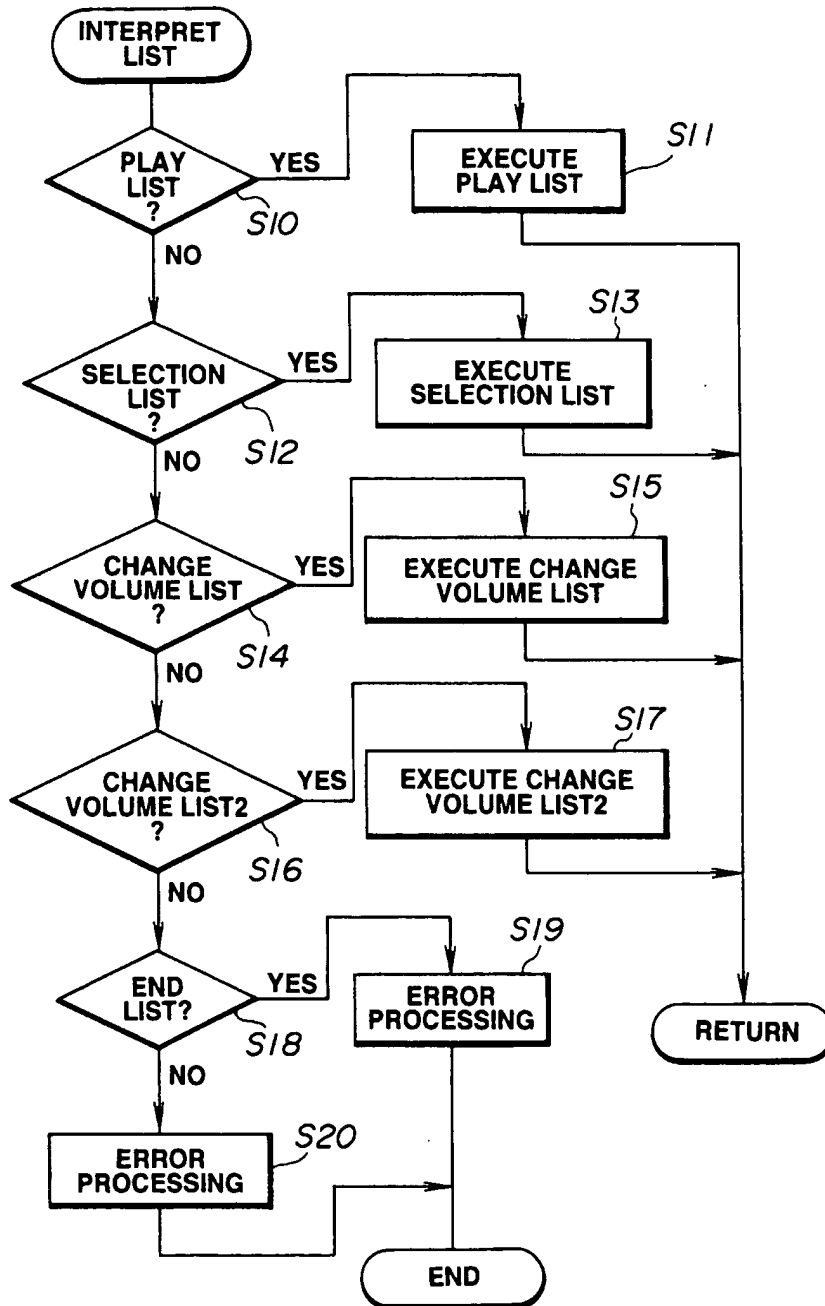 INTERPRET
LIST
PLAY
LIST
?
YES
S10
NO
EXECUTE
PLAY LIST
S11
SELECTION
LIST
?
YES
S12
NO
EXECUTE
SELECTION LIST
S13
CHANGE
VOLUME LIST
?
YES
S14
NO
EXECUTE CHANGE
VOLUME LIST
S15
CHANGE
VOLUME LIST2
?
YES
S16
NO
EXECUTE CHANGE
VOLUME LIST2
S17
END
LIST?
YES
S18
NO
ERROR
PROCESSING
S19
RETURN
ERROR
PROCESSING
S20
END